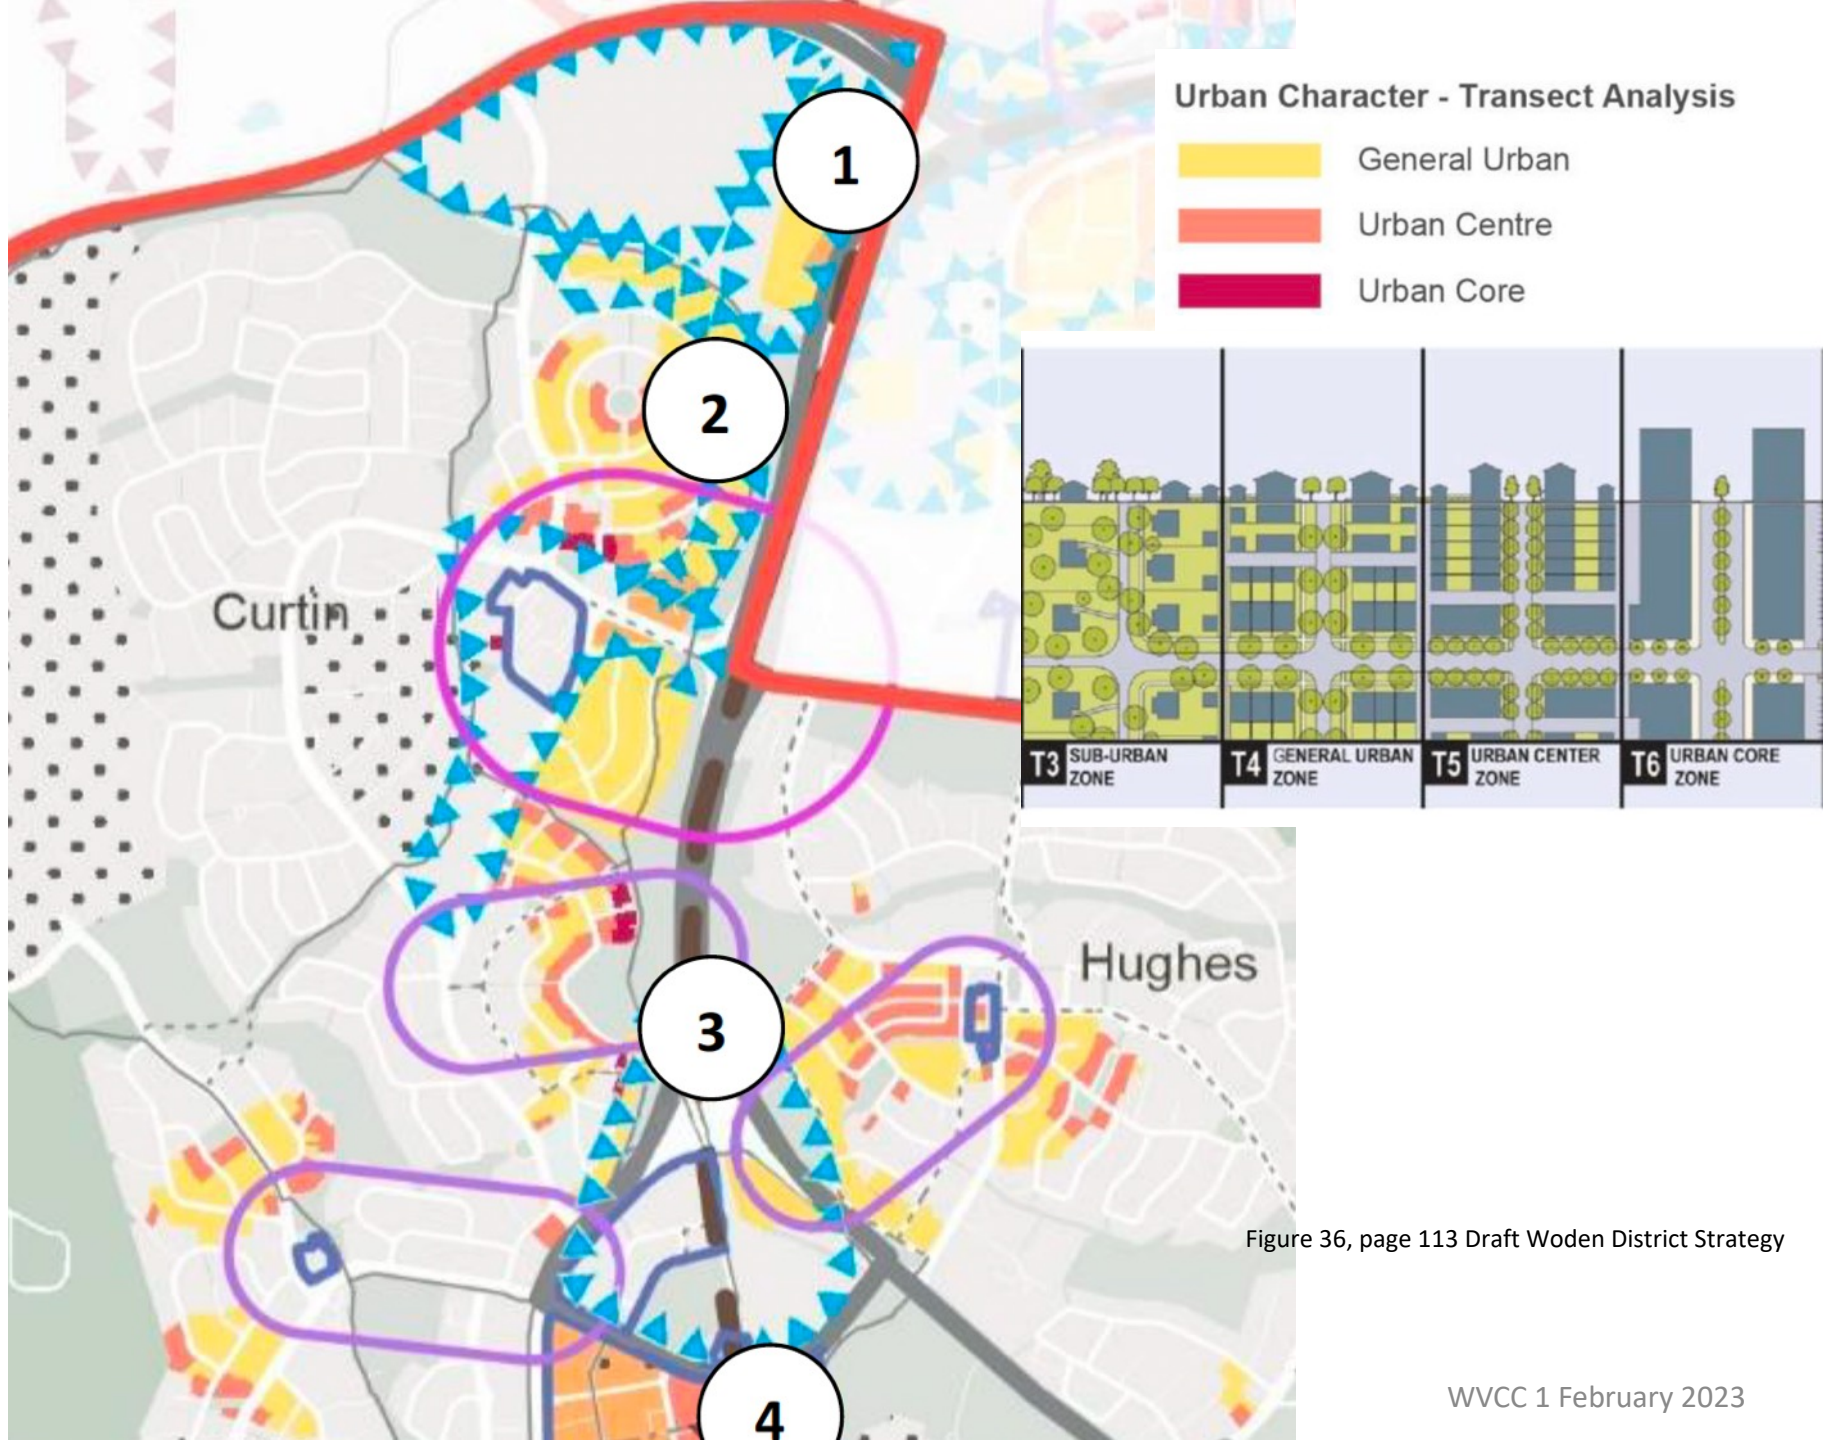 Urban Character - Transect Analysis
General Urban
Urban Centre
Urban Core
1
2
Curtin
T3 SUB-URBAN ZONE
T4 GENERAL URBAN ZONE
T5 URBAN CENTER ZONE
T6 URBAN CORE ZONE
Hughes
3
Figure 36, page 113 Draft Woden District Strategy
4
WVCC 1 February 2023